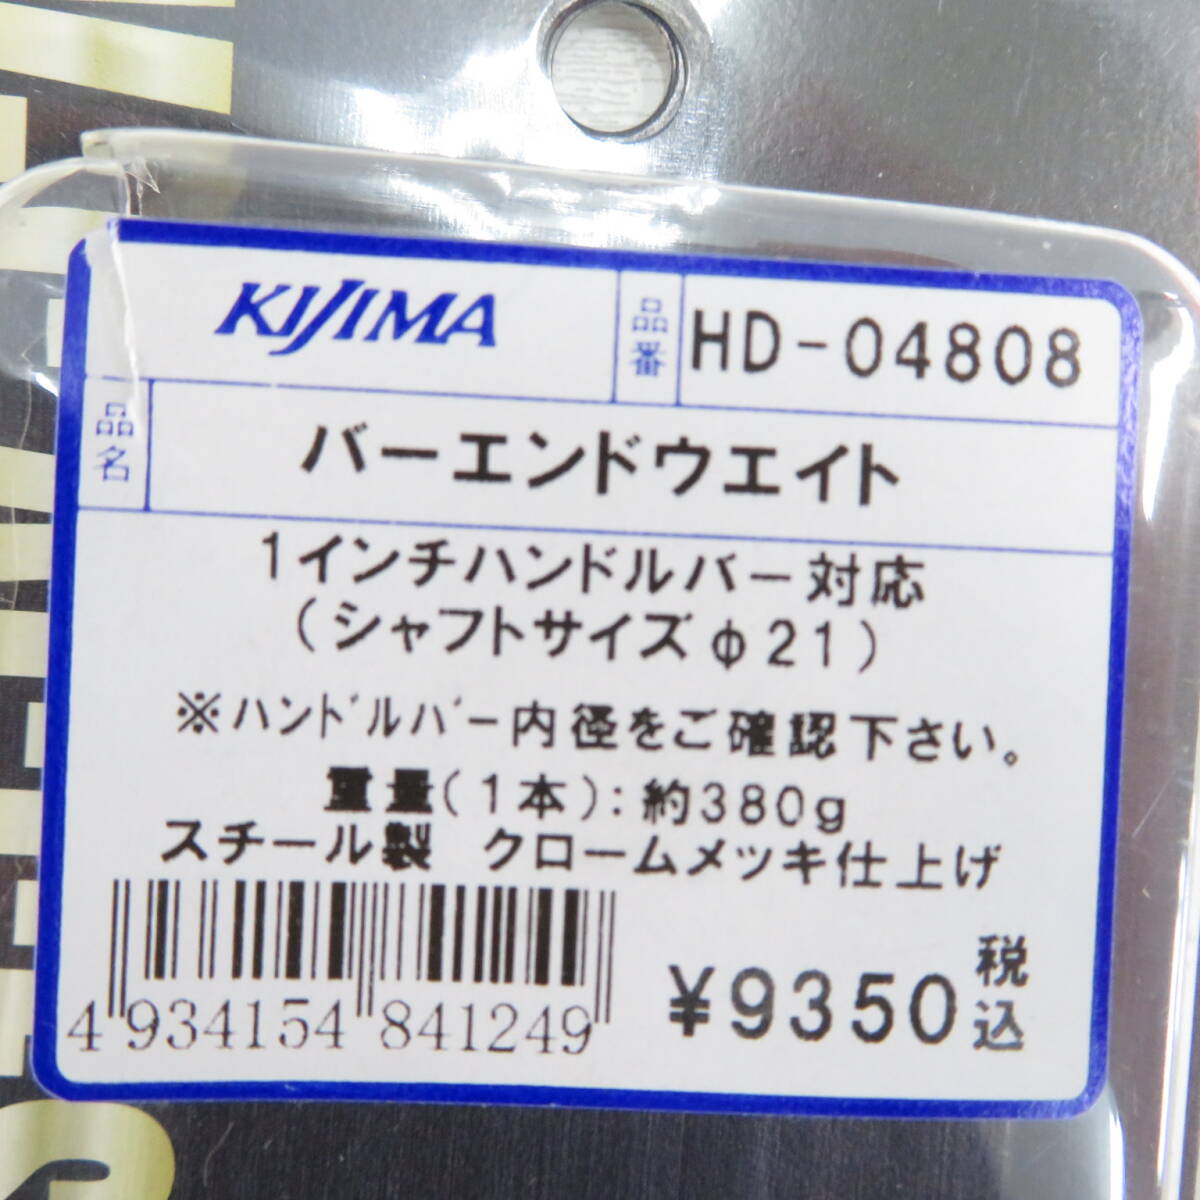 KIJIMA
品番
HD-04808
品名
バーエンドウエイト
1インチハンドルバー対応
(シャフトサイズφ21)
※ハンドルバー内径をご確認下さい。
重量(1本):約380g
スチール製 クロームメッキ仕上げ
4 934154 841249
¥9350税込